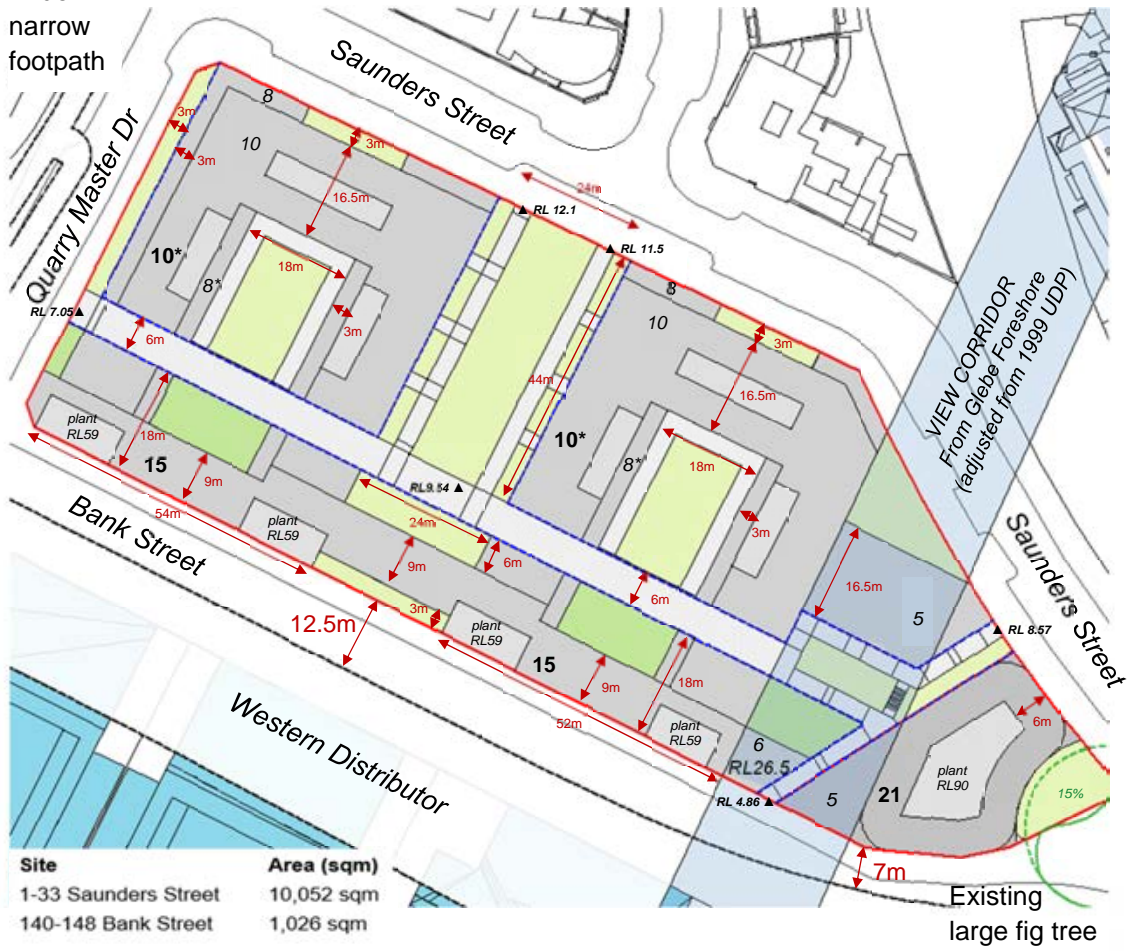 narrow
footpath
Saunders Street
Quarry Master Dr
8
3m
3m
3m
10
16.5m
24m
RL 12.1
RL 11.5
10*
8*
18m
3m
RL 7.05
6m
8
10
3m
16.5m
44m
10*
8*
18m
3m
VIEW CORRIDOR
From Glebe Foreshore
(adjusted from 1999 UDP)
plant
RL59
18m
15
9m
54m
RL9.54
24m
6m
9m
plant
RL59
6m
16.5m
5
Saunders Street
RL 8.57
Bank Street
12.5m
3m
plant
RL59
15
9m
18m
52m
plant
RL59
6
RL26.5
6m
plant
RL90
21
15%
5
RL 4.86
Western Distributor
7m
Site Area (sqm)
1-33 Saunders Street 10,052 sqm
140-148 Bank Street 1,026 sqm
Existing
large fig tree